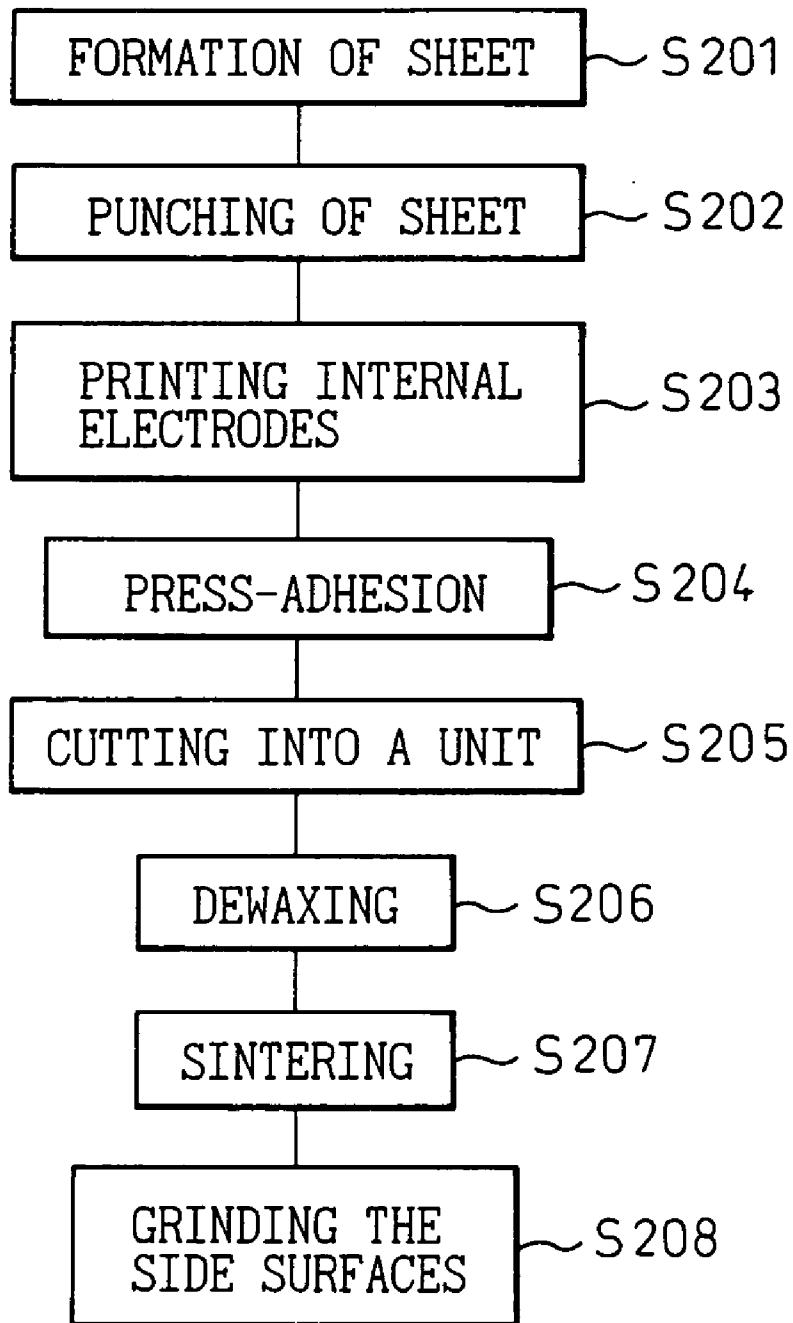 FORMATION OF SHEET S201
PUNCHING OF SHEET S202
PRINTING INTERNAL
ELECTRODES
S203
PRESS-ADHESION S204
CUTTING INTO A UNIT S205
DEWAXING S206
SINTERING S207
GRINDING THE
SIDE SURFACES
S208